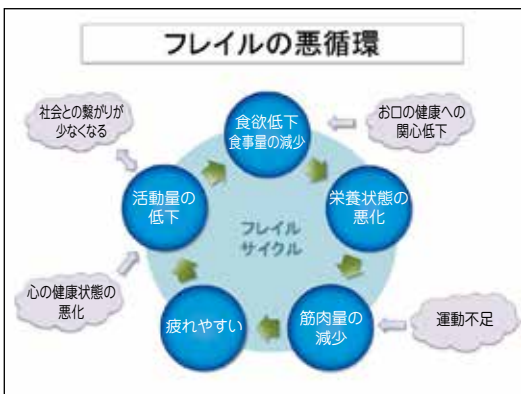 フレイルの悪循環
社会との繋がりが
少なくなる
食欲低下
食事量の減少
お口の健康への
関心低下
活動量の
低下
栄養状態の
悪化
フレイル
サイクル
心の健康状態の
悪化
疲れやすい
筋肉量の
減少
運動不足